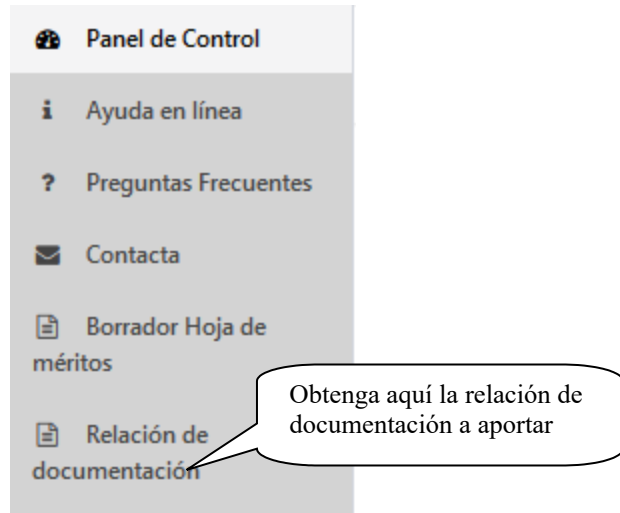 Panel de Control
Ayuda en línea
Preguntas Frecuentes
Contacta
Borrador Hoja de
méritos
Obtenga aquí la relación de
documentación a aportar
Relación de
documentación